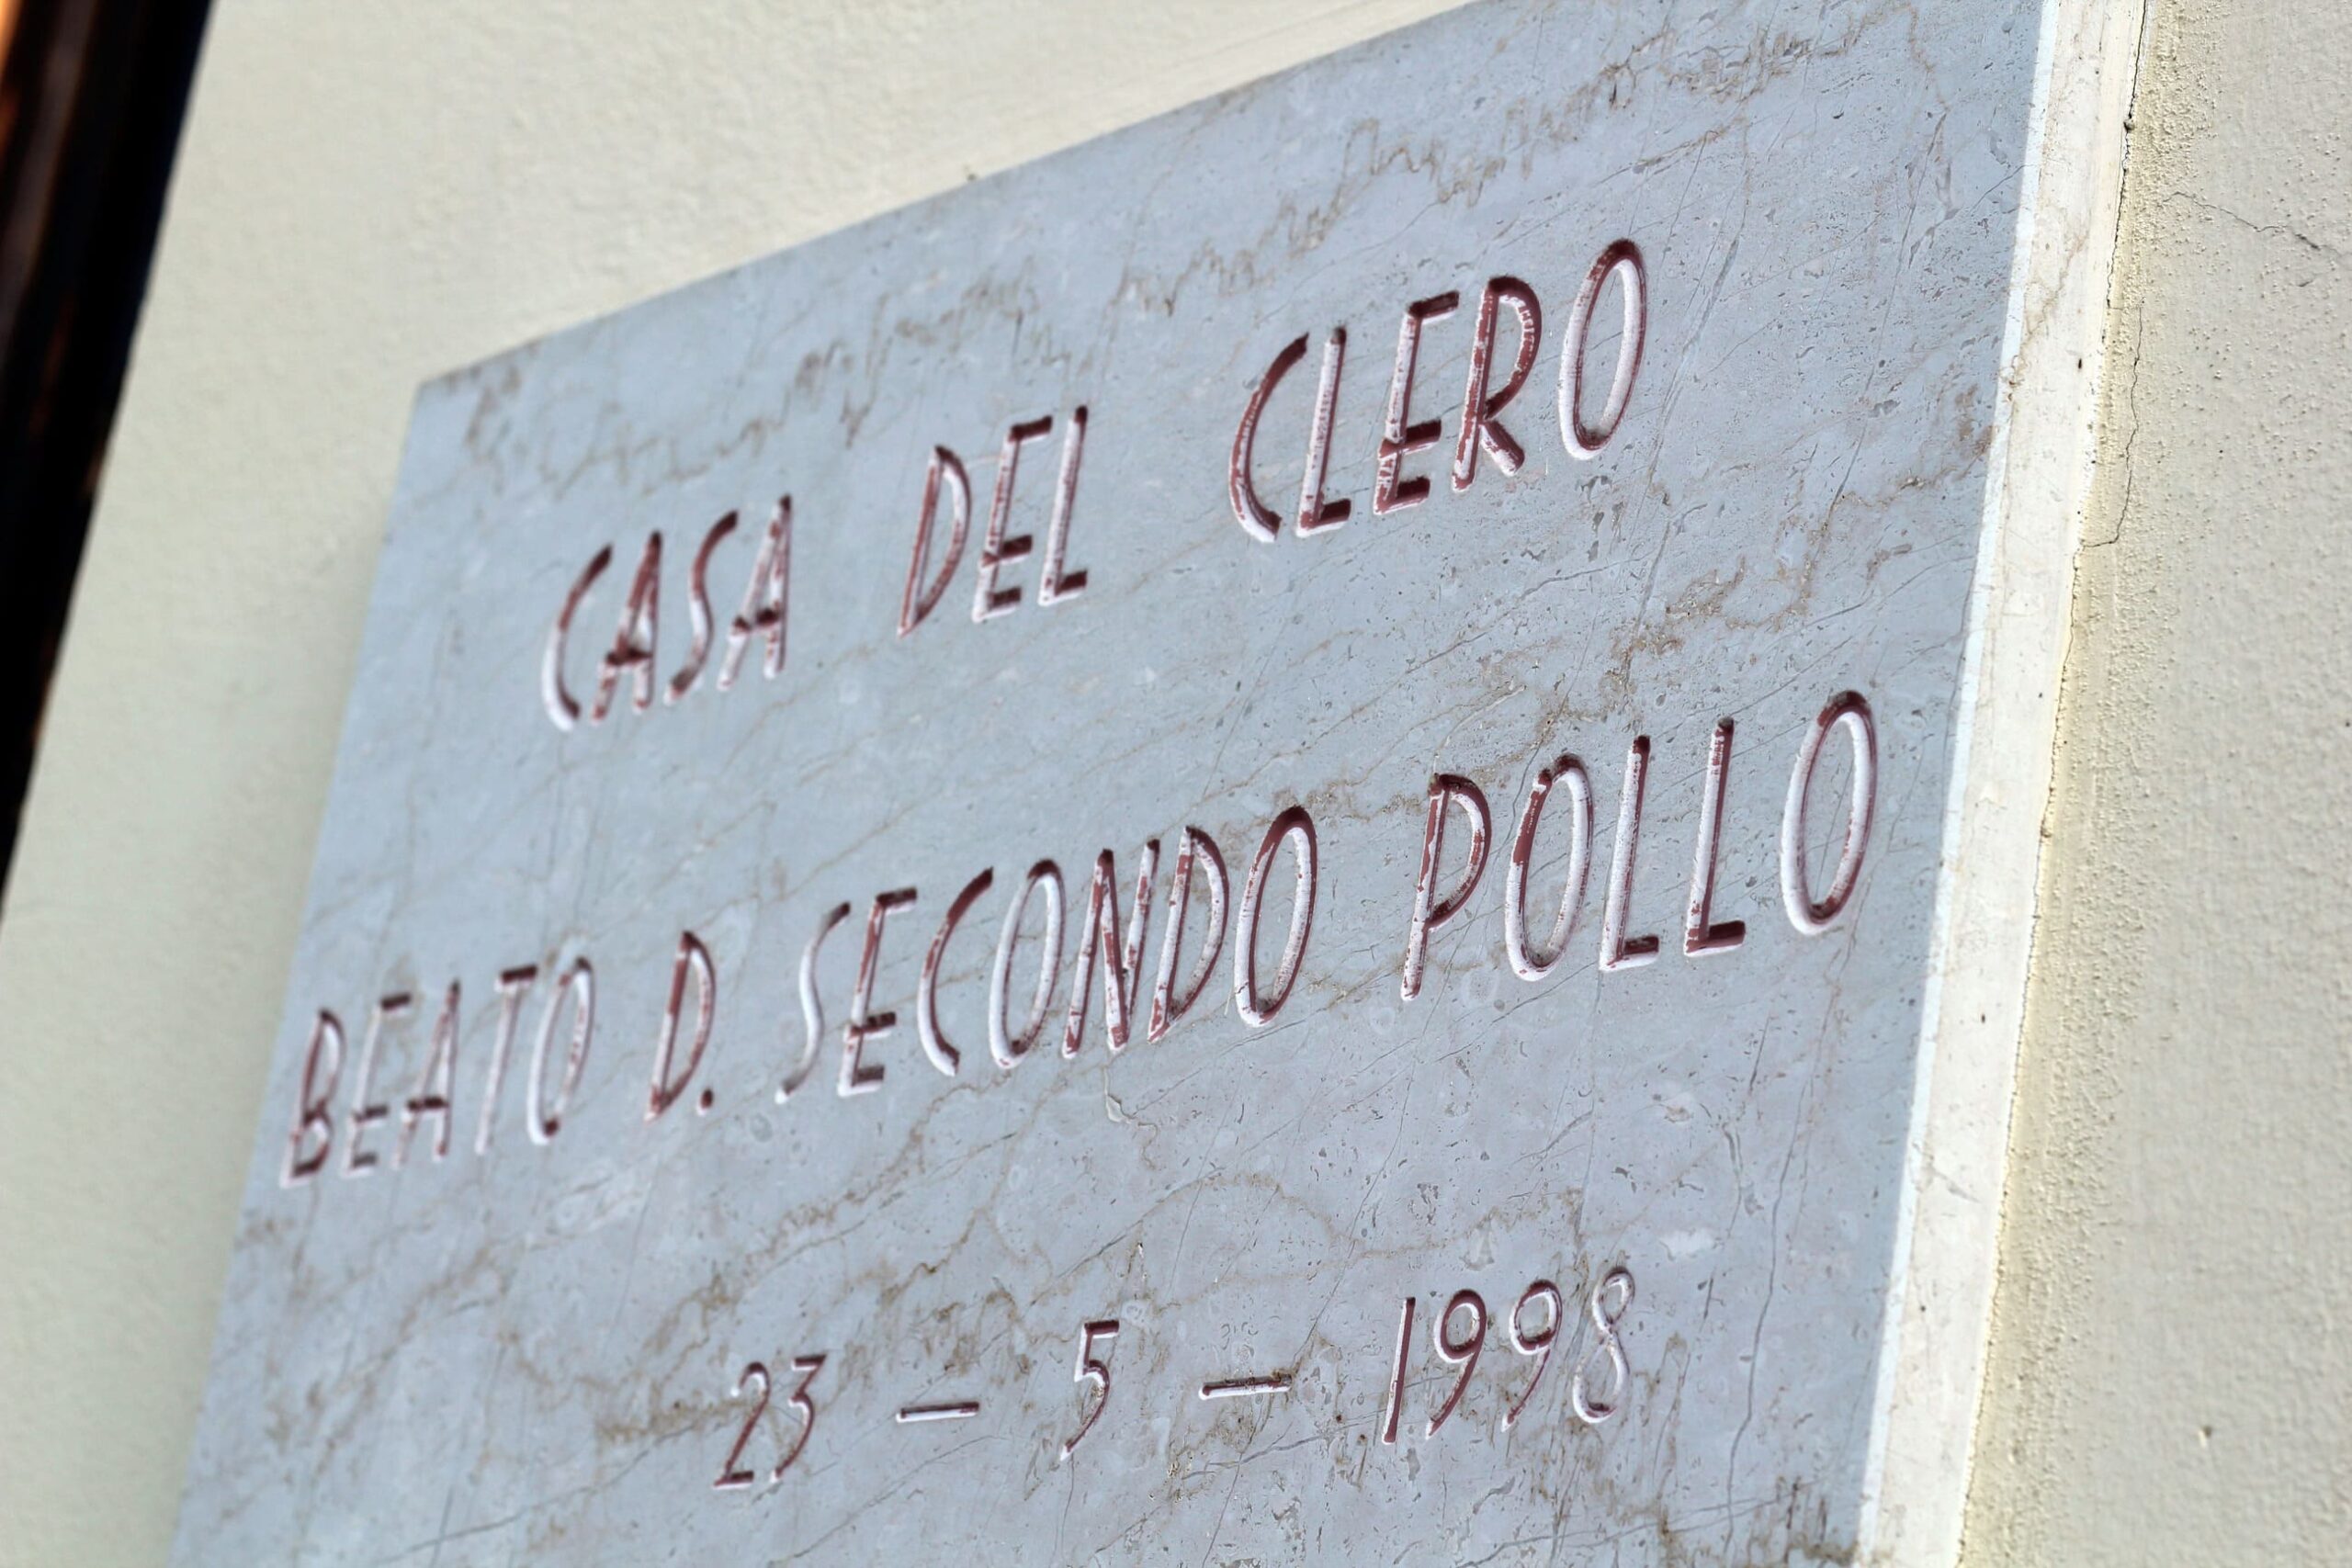 CASA DEL CLERO
BEATO D. SECONDO POLLO
23 – 5 – 1998